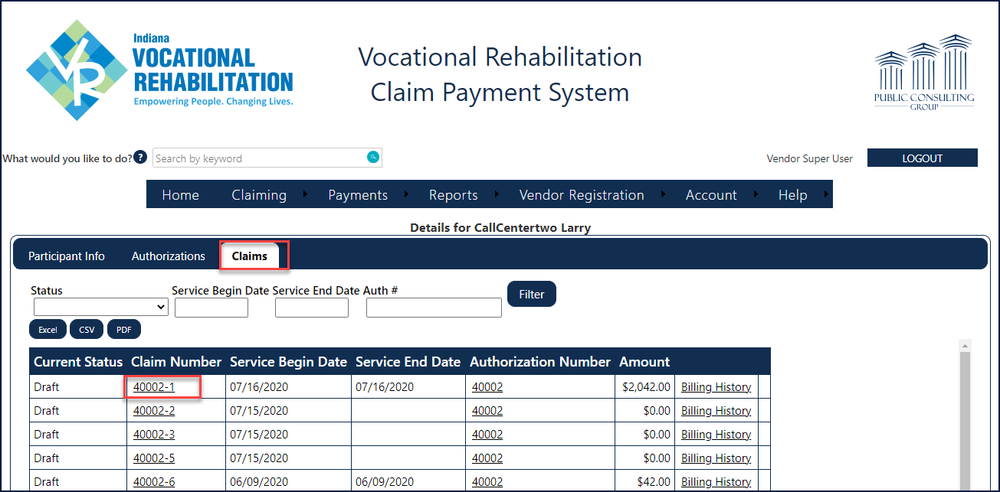 Indiana
VOCATIONAL
REHABILITATION
Empowering People. Changing Lives.
VR
Vocational Rehabilitation
Claim Payment System
PUBLIC CONSULTING
GROUP
What would you like to do? ? Search by keyword Vendor Super User LOGOUT
Home Claiming Payments Reports Vendor Registration Account Help
Details for CallCentertwo Larry
Participant Info Authorizations Claims
Status Service Begin Date Service End Date Auth #
Filter
Excel CSV PDF
Current Status Claim Number Service Begin Date Service End Date Authorization Number Amount
Draft 40002-1 07/16/2020 07/16/2020 40002 $2,042.00 Billing History
Draft 40002-2 07/15/2020 40002 $0.00 Billing History
Draft 40002-3 07/15/2020 40002 $0.00 Billing History
Draft 40002-5 07/15/2020 40002 $0.00 Billing History
Draft 40002-6 06/09/2020 06/09/2020 40002 $42.00 Billing History